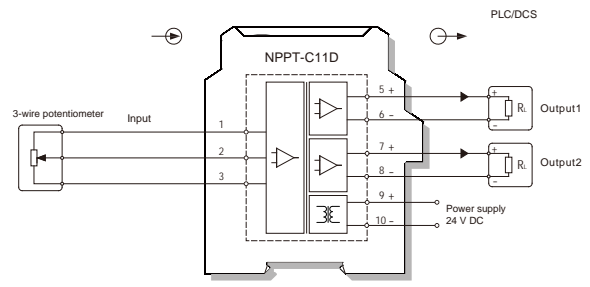 PLC/DCS
NPPT-C11D
3-wire potentiometer
Input
1
2
3
5 +
6 –
7 +
8 –
9 +
10 –
+
RL
–
Output1
+
RL
–
Output2
Power supply
24 V DC